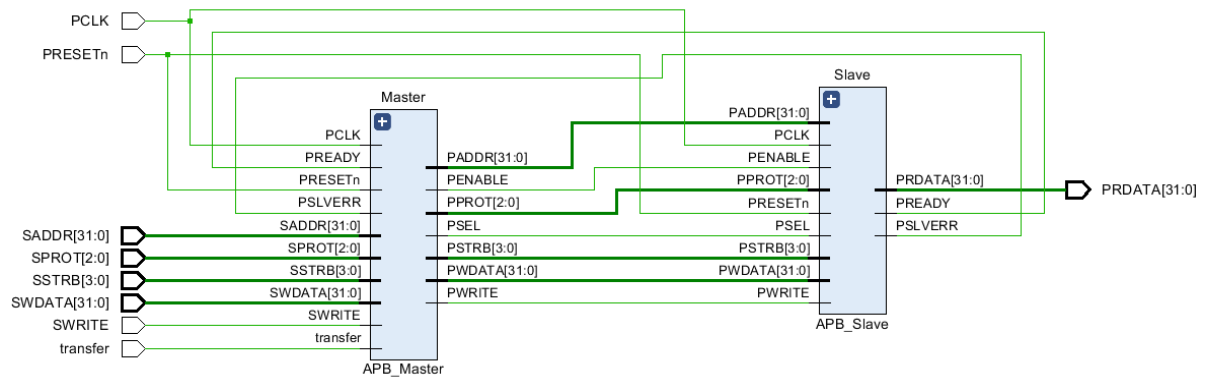 PCLK
PRESETn
SADDR[31:0]
SPROT[2:0]
SSTRB[3:0]
SWDATA[31:0]
SWRITE
transfer
Master
PCLK
PREADY
PRESETn
PSLVERR
SADDR[31:0]
SPROT[2:0]
SSTRB[3:0]
SWDATA[31:0]
SWRITE
transfer
PADDR[31:0]
PENABLE
PPROT[2:0]
PSEL
PSTRB[3:0]
PWDATA[31:0]
PWRITE
APB_Master
Slave
PADDR[31:0]
PCLK
PENABLE
PPROT[2:0]
PRESETn
PSEL
PSTRB[3:0]
PWDATA[31:0]
PWRITE
PRDATA[31:0]
PREADY
PSLVERR
APB_Slave
PRDATA[31:0]